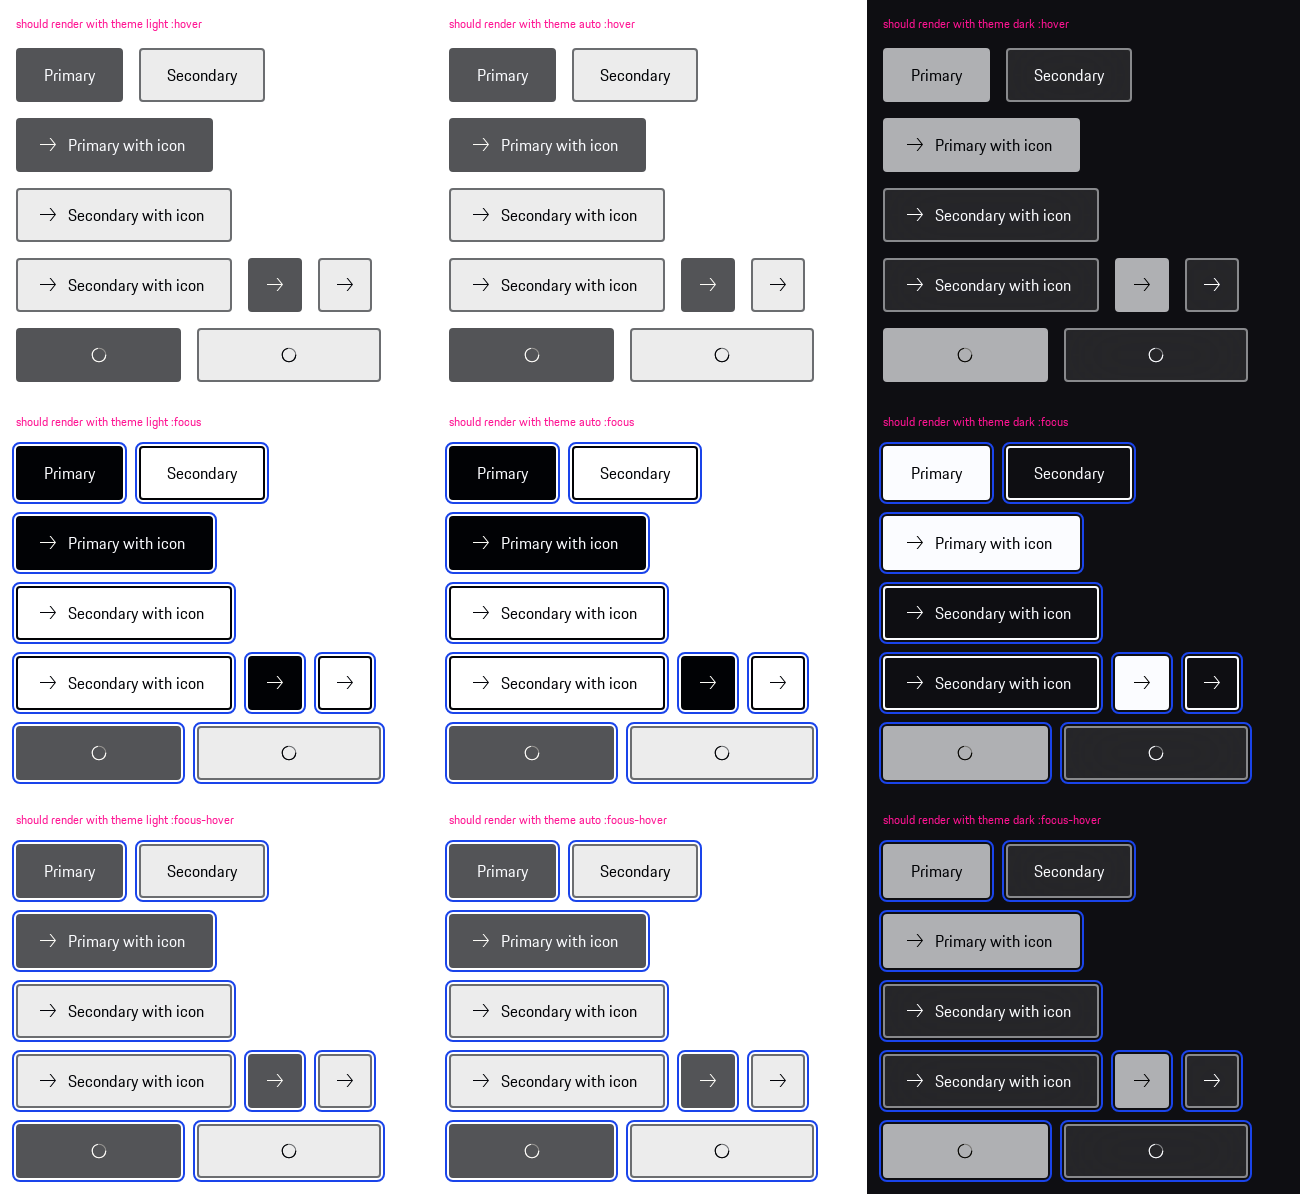 should render with theme light :hover
Primary
Secondary
Primary with icon
Secondary with icon
Secondary with icon
should render with theme auto :hover
Primary
Secondary
Primary with icon
Secondary with icon
Secondary with icon
should render with theme dark :hover
Primary
Secondary
Primary with icon
Secondary with icon
Secondary with icon
should render with theme light :focus
Primary
Secondary
Primary with icon
Secondary with icon
Secondary with icon
should render with theme auto :focus
Primary
Secondary
Primary with icon
Secondary with icon
Secondary with icon
should render with theme dark :focus
Primary
Secondary
Primary with icon
Secondary with icon
Secondary with icon
should render with theme light :focus-hover
Primary
Secondary
Primary with icon
Secondary with icon
Secondary with icon
should render with theme auto :focus-hover
Primary
Secondary
Primary with icon
Secondary with icon
Secondary with icon
should render with theme dark :focus-hover
Primary
Secondary
Primary with icon
Secondary with icon
Secondary with icon